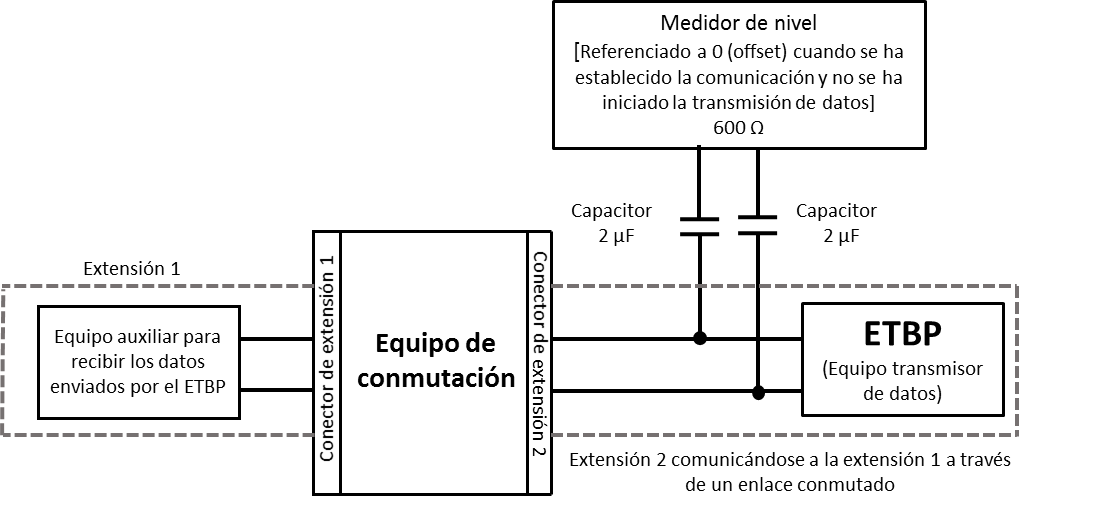 Medidor de nivel
[Referenciado a 0 (offset) cuando se ha
establecido la comunicación y no se ha
iniciado la transmisión de datos]
600 Ω
Capacitor
2 µF
Capacitor
2 µF
Extensión 1
Equipo auxiliar para
recibir los datos
enviados por el ETBP
Conector de extensión 1
Equipo de
conmutación
Conector de extensión 2
ETBP
(Equipo transmisor
de datos)
Extensión 2 comunicándose a la extensión 1 a través
de un enlace conmutado